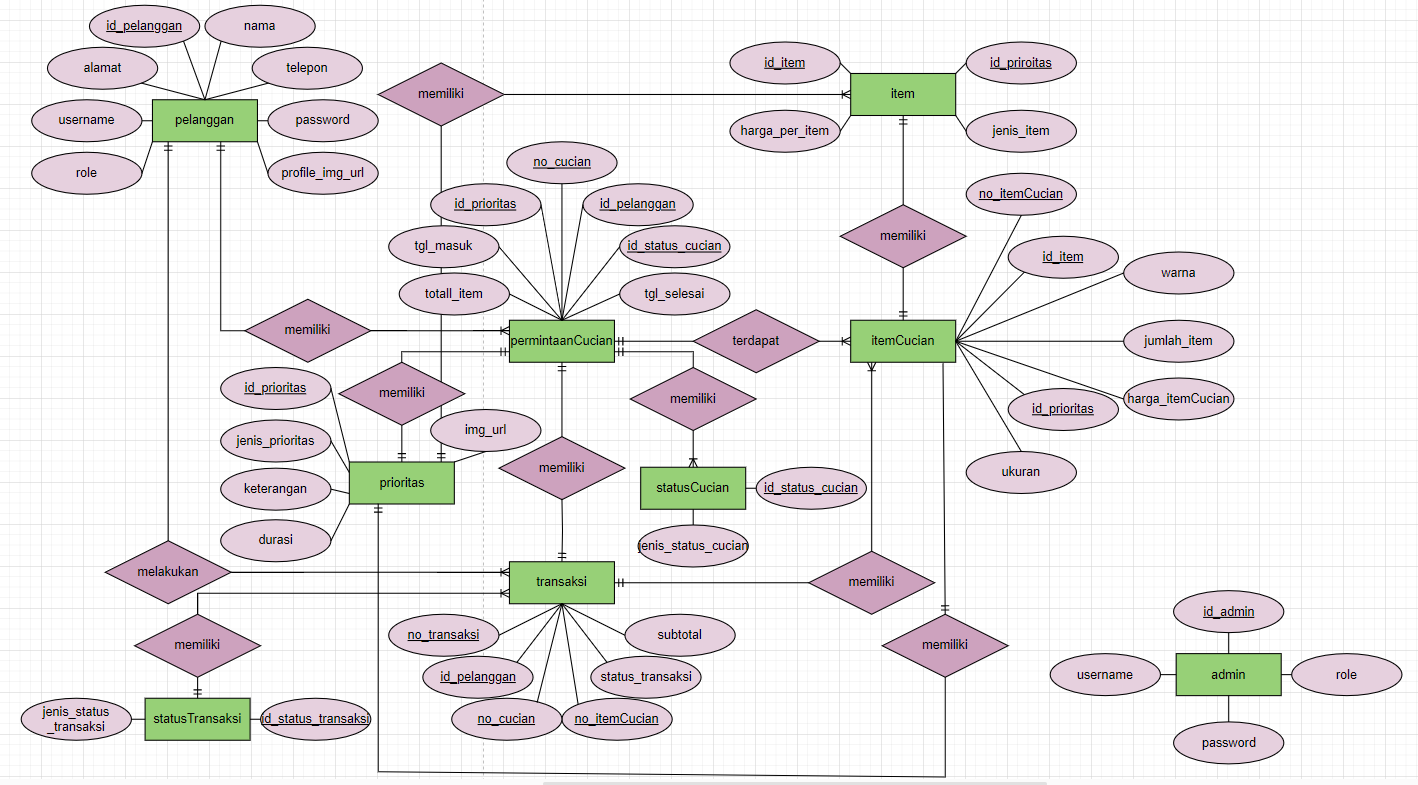 id_pelanggan
nama
alamat
telepon
username
pelanggan
password
role
profile_img_url
memiliki
id_item
id_priroitas
item
harga_per_item
jenis_item
no_cucian
id_prioritas
id_pelanggan
tgl_masuk
id_status_cucian
totall_item
tgl_selesai
memiliki
no_itemCucian
id_item
warna
memiliki
permintaanCucian
terdapat
itemCucian
jumlah_item
id_prioritas
memiliki
memiliki
harga_itemCucian
id_prioritas
jenis_prioritas
img_url
keterangan
prioritas
memiliki
statusCucian
id_status_cucian
ukuran
durasi
jenis_status_cucian
melakukan
transaksi
memiliki
id_admin
no_transaksi
subtotal
memiliki
memiliki
id_pelanggan
status_transaksi
username
admin
role
jenis_status
_transaksi
statusTransaksi
id_status_transaksi
no_cucian
no_itemCucian
password